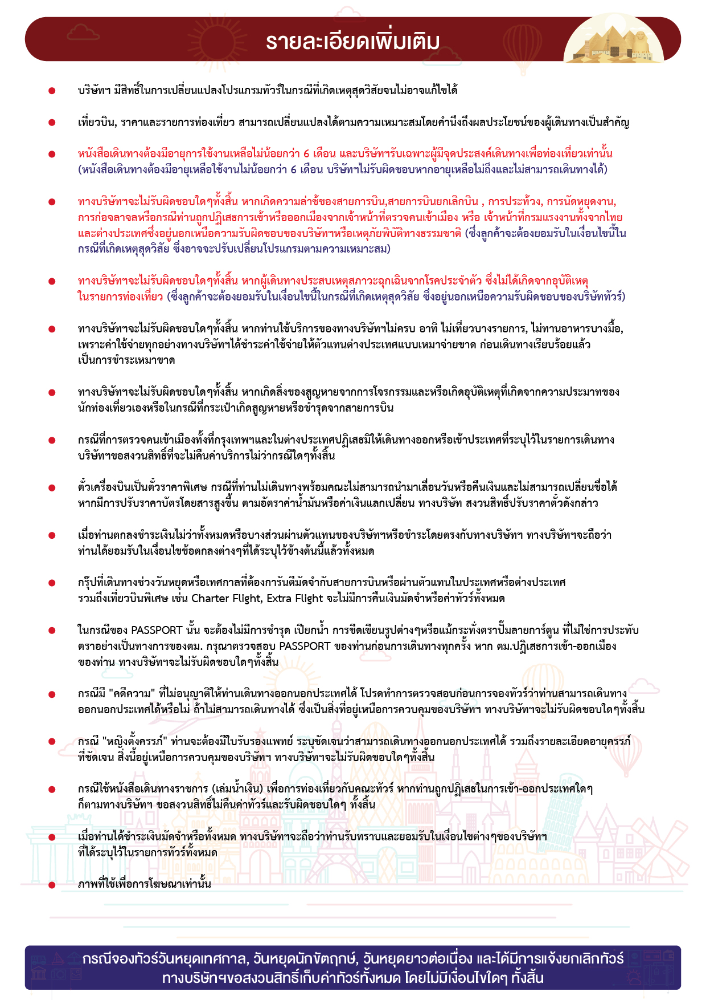 รายละเอียดเพิ่มเติม
บริษัทฯ มีสิทธิ์ในการเปลี่ยนแปลงโปรแกรมทัวร์ในกรณีที่เกิดเหตุสุดวิสัยจนไม่อาจแก้ไขได้
เที่ยวบิน, ราคาและรายการท่องเที่ยว สามารถเปลี่ยนแปลงได้ตามความเหมาะสมโดยคำนึงถึงผลประโยชน์ของผู้เดินทางเป็นสำคัญ
หนังสือเดินทางต้องมีอายุการใช้งานเหลือไม่น้อยกว่า 6 เดือน และบริษัทฯรับเฉพาะผู้มีจุดประสงค์เดินทางเพื่อท่องเที่ยวเท่านั้น
(หนังสือเดินทางต้องมีอายุเหลือใช้งานไม่น้อยกว่า 6 เดือน บริษัทฯไม่รับผิดชอบหากอายุเหลือไม่ถึงและไม่สามารถเดินทางได้)
ทางบริษัทฯจะไม่รับผิดชอบใดๆทั้งสิ้น หากเกิดความล่าช้ของสายการบิน,สายการบินยกเลิกบิน , การประท้วง, การนัดหยุดงาน,
การก่อจลาจลหรือกรณีท่านถูกปฏิเสธการเข้าหรือออกเมืองจากเจ้าหน้าที่ตรวจคนเข้าเมือง หรือ เจ้าหน้าที่กรมแรงงานทั้งจากไทย
และต่างประเทศซึ่งอยู่นอกเหนือความรับผิดชอบของบริษัทฯหรือเหตุภัยพิบัติทางธรรมชาติ (ซึ่งลูกค้าจะต้องยอมรับในเงื่อนไขนี้ใน
กรณีที่เกิดเหตุสุดวิสัย ซึ่งอาจจะปรับเปลี่ยนโปรแกรมตามความเหมาะสม)
ทางบริษัทฯจะไม่รับผิดชอบใดๆทั้งสิ้น หากผู้เดินทางประสบเหตุสภาวะฉุกเฉินจากโรคประจำตัว ซึ่งไม่ได้เกิดจากอุบัติเหตุ
ในรายการท่องเที่ยว (ซึ่งลูกค้าจะต้องยอมรับในเงื่อนไขนี้ในกรณีที่เกิดเหตุสุดวิสัย ซึ่งอยู่นอกเหนือความรับผิดชอบของบริษัททัวร์)
ทางบริษัทฯจะไม่รับผิดชอบใดๆทั้งสิ้น หากท่านใช้บริการของทางบริษัทฯไม่ครบ อาทิ ไม่เที่ยวบางรายการ, ไม่ทานอาหารบางมื้อ,
เพราะค่าใช้จ่ายทุกอย่างทางบริษัทฯได้ชำระค่าใช้จ่ายให้ตัวแทนต่างประเทศแบบเหมาจ่ายขาด ก่อนเดินทางเรียบร้อยแล้ว
เป็นการชำระเหมาขาด
ทางบริษัทฯจะไม่รับผิดชอบใดๆทั้งสิ้น หากเกิดสิ่งของสูญหายจากการโจรกรรมและหรือเกิดอุบัติเหตุที่เกิดจากความประมาทของ
นักท่องเที่ยวเองหรือในกรณีที่กระเป๋าเกิดสูญหายหรือชำรุดจากสายการบิน
กรณีที่การตรวจคนเข้าเมืองทั้งที่กรุงเทพฯและในต่างประเทศปฏิเสธมิให้เดินทางออกหรือเข้าประเทศที่ระบุไว้ในรายการเดินทาง
บริษัทฯขอสงวนสิทธิ์ที่จะไม่คืนค่าบริการไม่ว่ากรณีใดๆทั้งสิ้น
ตั๋วเครื่องบินเป็นตั๋วราคาพิเศษ กรณีที่ท่านไม่เดินทางพร้อมคณะไม่สามารถนำมาเลื่อนวันหรือคืนเงินและไม่สามารถเปลี่ยนชื่อได้
หากมีการปรับราคาบัตรโดยสารสูงขึ้น ตามอัตราค่าน้ำมันหรือค่าเงินแลกเปลี่ยน ทางบริษัท สงวนสิทธิ์ปรับราคาตั๋วดังกล่าว
เมื่อท่านตกลงชำระเงินไม่ว่าทั้งหมดหรือบางส่วนผ่านตัวแทนของบริษัทฯหรือชำระโดยตรงกับทางบริษัทฯ ทางบริษัทฯจะถือว่า
ท่านได้ยอมรับในเงื่อนไขข้อตกลงต่างๆที่ได้ระบุไว้ข้างต้นนี้แล้วทั้งหมด
กรุ๊ปที่เดินทางช่วงวันหยุดหรือเทศกาลที่ต้องการันตีมัดจำกับสายการบินหรือผ่านตัวแทนในประเทศหรือต่างประเทศ
รวมถึงเที่ยวบินพิเศษ เช่น Charter Flight, Extra Flight จะไม่มีการคืนเงินมัดจำหรือค่าทัวร์ทั้งหมด
ในกรณีของ PASSPORT นั้น จะต้องไม่มีการชำรุด เปียกน้ำ การขีดเขียนรูปต่างๆหรือแม้กระทั่งตราปั๊มลายการ์ตูน ที่ไม่ใช่การประทับ
ตราอย่างเป็นทางการของตม. กรุณาตรวจสอบ PASSPORT ของท่านก่อนการเดินทางทุกครั้ง หาก ตม.ปฏิเสธการเข้า-ออกเมือง
ของท่าน ทางบริษัทฯจะไม่รับผิดชอบใดๆทั้งสิ้น
กรณีมี "คดีความ" ที่ไม่อนุญาติให้ท่านเดินทางออกนอกประเทศได้ โปรดทำการตรวจสอบก่อนการจองทัวร์ว่าท่านสามารถเดินทาง
ออกนอกประเทศได้หรือไม่ ถ้าไม่สามารถเดินทางได้ ซึ่งเป็นสิ่งที่อยู่เหนือการควบคุมของบริษัทฯ ทางบริษัทฯจะไม่รับผิดชอบใดๆทั้งสิ้น
กรณี "หญิงตั้งครรภ์" ท่านจะต้องมีใบรับรองแพทย์ ระบุชัดเจนว่าสามารถเดินทางออกนอกประเทศได้ รวมถึงรายละเอียดอายุครรภ์
ที่ชัดเจน สิ่งนี้อยู่เหนือการควบคุมของบริษัทฯ ทางบริษัทฯจะไม่รับผิดขอบใดๆทั้งสิ้น
กรณีใช้หนังสือเดินทางราชการ (เล่มน้ำเงิน) เพื่อการท่องเที่ยวกับคณะทัวร์ หากท่านถูกปฏิเสธในการเข้า-ออกประเทศใดๆ
ก็ตามทางบริษัทฯ ขอสงวนสิทธิ์ไม่คืนค่าทัวร์และรับผิดชอบใดๆ ทั้งสิ้น
เมื่อท่านได้ชำระเงินมัดจำหรือทั้งหมด ทางบริษัทฯจะถือว่าท่านรับทราบและยอมรับในเงื่อนไขต่างๆของบริษัทฯ
ที่ได้ระบุไว้ในรายการทัวร์ทั้งหมด
ภาพที่ใช้เพื่อการโฆษณาเท่านั้น
กรณีจองทัวร์วันหยุดเทศกาล, วันหยุดนักขัตฤกษ์, วันหยุดยาวต่อเนื่อง และได้มีการแจ้งยกเลิกทัวร์
ทางบริษัทฯขอสงวนสิทธิ์เก็บค่าทัวร์ทั้งหมด โดยไม่มีเงื่อนไขใดๆ ทั้งสิ้น